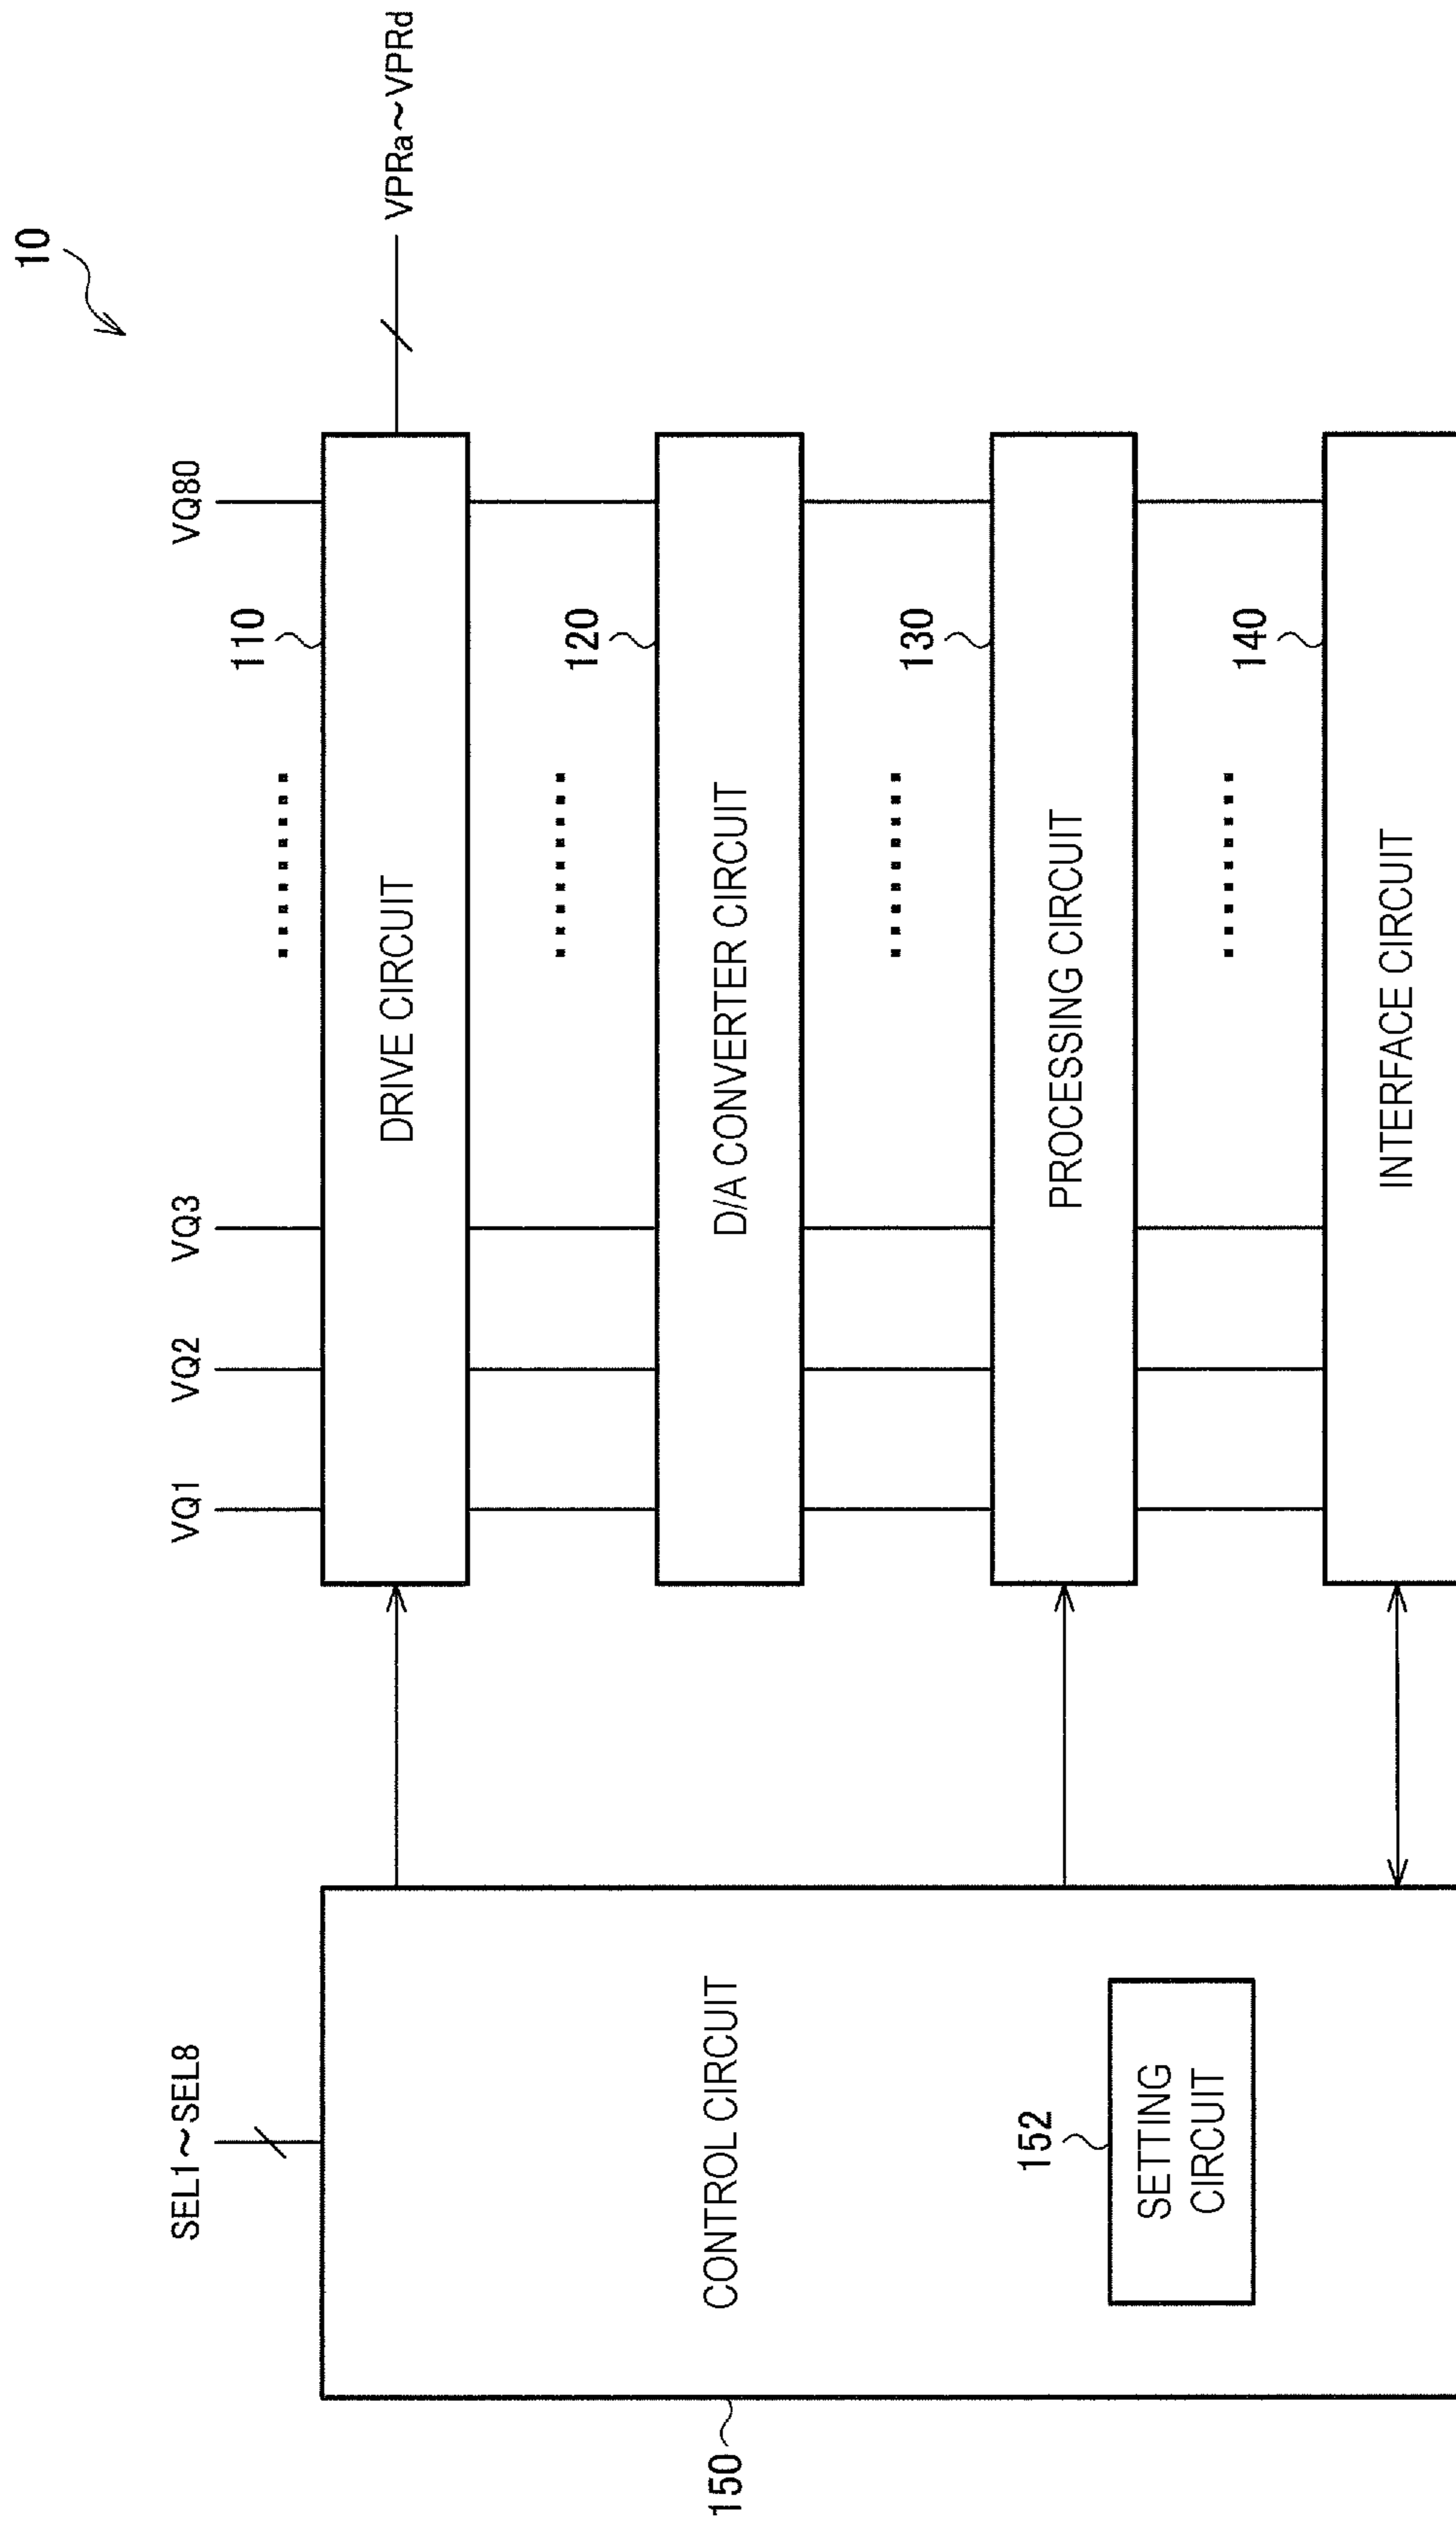 10
SEL1~SEL8
VQ1
VQ2
VQ3
VQ80
110
DRIVE CIRCUIT
VPRa~VPRd
120
D/A CONVERTER CIRCUIT
150
CONTROL CIRCUIT
130
PROCESSING CIRCUIT
152
SETTING
CIRCUIT
140
INTERFACE CIRCUIT